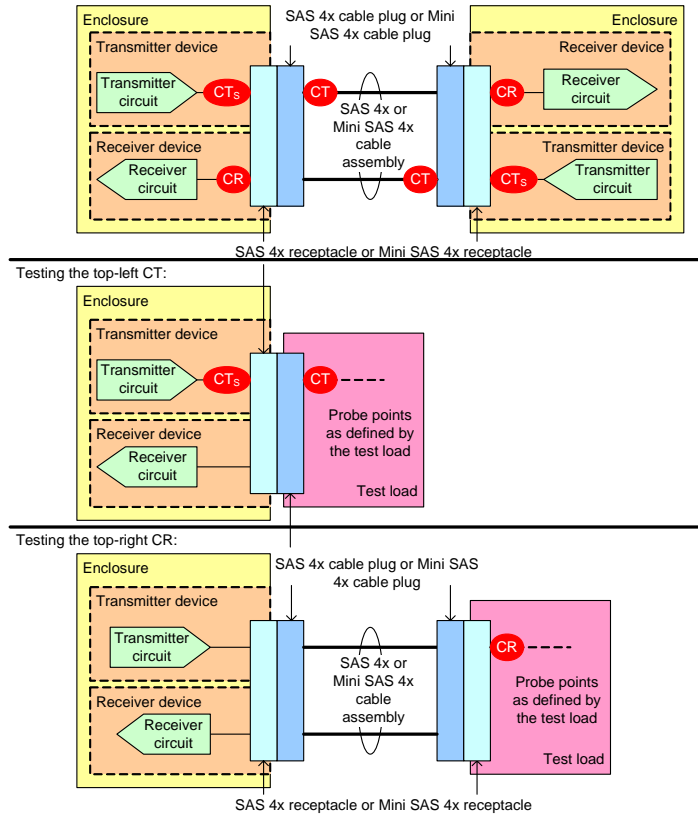 Enclosure
SAS 4x cable plug or Mini
SAS 4x cable plug
Enclosure
Transmitter device
Receiver device
Transmitter
circuit
CTS
CT
CR
Receiver
circuit
SAS 4x or
Mini SAS 4x
cable
assembly
Receiver device
Transmitter device
Receiver
circuit
CR
CT
CTS
Transmitter
circuit
SAS 4x receptacle or Mini SAS 4x receptacle
Testing the top-left CT:
Enclosure
Transmitter device
Transmitter
circuit
CTS
CT
Probe points
as defined by
the test load
Receiver device
Receiver
circuit
Test load
Testing the top-right CR:
Enclosure
SAS 4x cable plug or Mini SAS
4x cable plug
Transmitter device
Transmitter
circuit
CR
SAS 4x or
Mini SAS 4x
cable
assembly
Probe points
as defined by
the test load
Receiver device
Receiver
circuit
Test load
SAS 4x receptacle or Mini SAS 4x receptacle